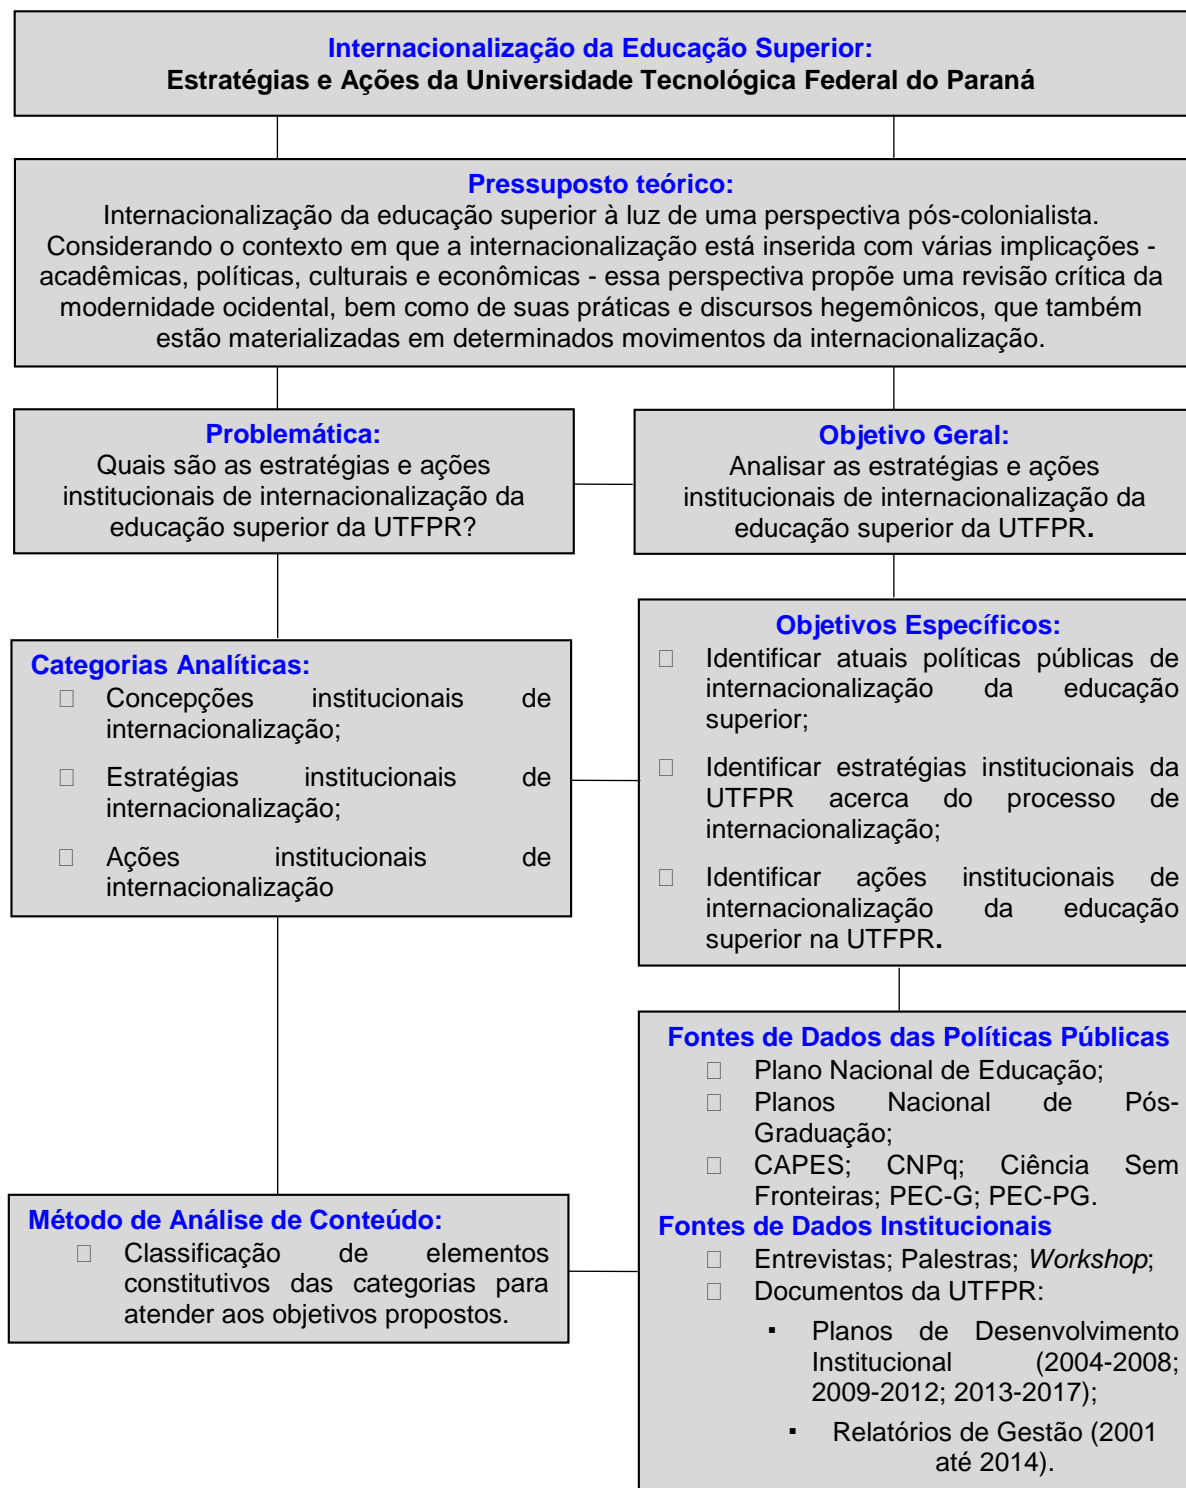 Internacionalização da Educação Superior:
Estratégias e Ações da Universidade Tecnológica Federal do Paraná
Pressuposto teórico:
Internacionalização da educação superior à luz de uma perspectiva pós-colonialista.
Considerando o contexto em que a internacionalização está inserida com várias implicações -
acadêmicas, políticas, culturais e econômicas - essa perspectiva propõe uma revisão crítica da
modernidade ocidental, bem como de suas práticas e discursos hegemônicos, que também
estão materializadas em determinados movimentos da internacionalização.
Problemática:
Quais são as estratégias e ações
institucionais de internacionalização da
educação superior da UTFPR?
Objetivo Geral:
Analisar as estratégias e ações
institucionais de internacionalização da
educação superior da UTFPR.
Categorias Analíticas:
Concepções institucionais de
internacionalização;
Estratégias institucionais de
internacionalização;
Ações institucionais de
internacionalização
Objetivos Específicos:
Identificar atuais políticas públicas de
internacionalização da educação
superior;
Identificar estratégias institucionais da
UTFPR acerca do processo de
internacionalização;
Identificar ações institucionais de
internacionalização da educação
superior na UTFPR.
Método de Análise de Conteúdo:
Classificação de elementos
constitutivos das categorias para
atender aos objetivos propostos.
Fontes de Dados das Políticas Públicas
Plano Nacional de Educação;
Planos Nacional de Pós-
Graduação;
CAPES; CNPq; Ciência Sem
Fronteiras; PEC-G; PEC-PG.
Fontes de Dados Institucionais
Entrevistas; Palestras; Workshop;
Documentos da UTFPR:
▪ Planos de Desenvolvimento
Institucional (2004-2008;
2009-2012; 2013-2017);
▪ Relatórios de Gestão (2001
até 2014).